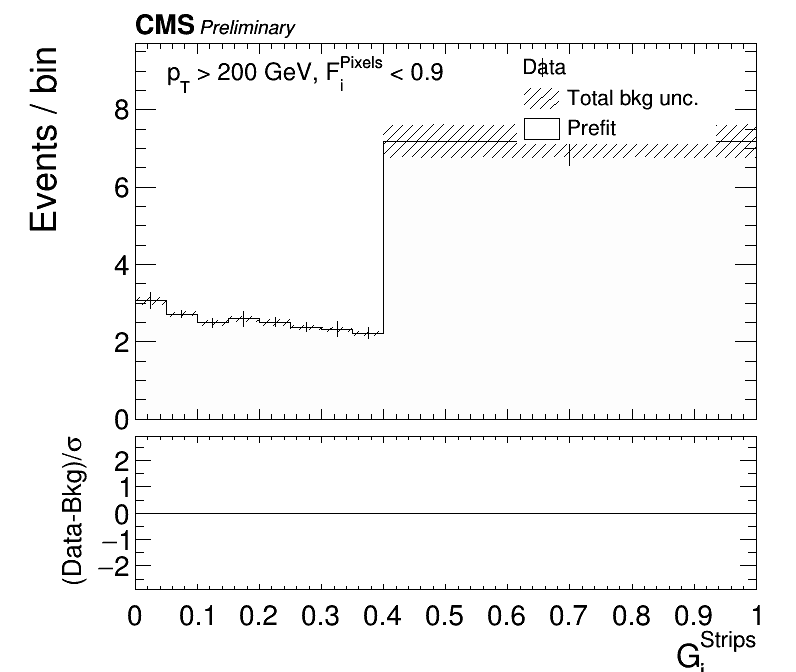 CMS Preliminary
p_T > 200 GeV, F_i^Pixels < 0.9
Data
Total bkg unc.
Prefit
Events / bin
8
6
4
2
0
(Data-Bkg)/σ
2
1
0
−1
−2
0 0.1 0.2 0.3 0.4 0.5 0.6 0.7 0.8 0.9 1
G_i^Strips